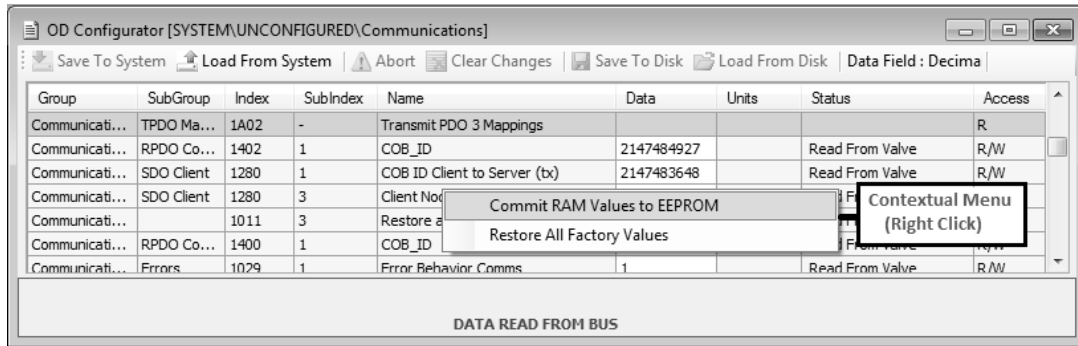 OD Configurator [SYSTEM\UNCONFIGURED\Communications]
Save To System Load From System Abort Clear Changes Save To Disk Load From Disk Data Field : Decima
Group SubGroup Index SubIndex Name Data Units Status Access
Communicati... TPDO Ma... 1A02 - Transmit PDO 3 Mappings R
Communicati... RPDO Co... 1402 1 COB_ID 2147484927 Read From Valve R/W
Communicati... SDO Client 1280 1 COB ID Client to Server (tx) 2147483648 Read From Valve R/W
Communicati... SDO Client 1280 3 Client Nod
Commit RAM Values to EEPROM
Contextual Menu
Communicati... 1011 3 Restore a
Restore All Factory Values
(Right Click)
Communicati... RPDO Co... 1400 1 COB_ID
Communicati... Errors 1029 1 Error Behavior Comms 1 Read From Valve R/W
DATA READ FROM BUS